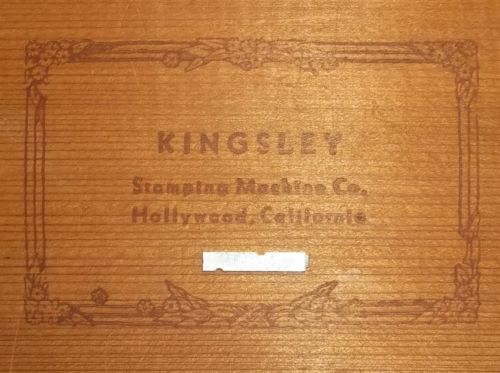 KINGSLEY
Stamping Machine Co.
Hollywood, California